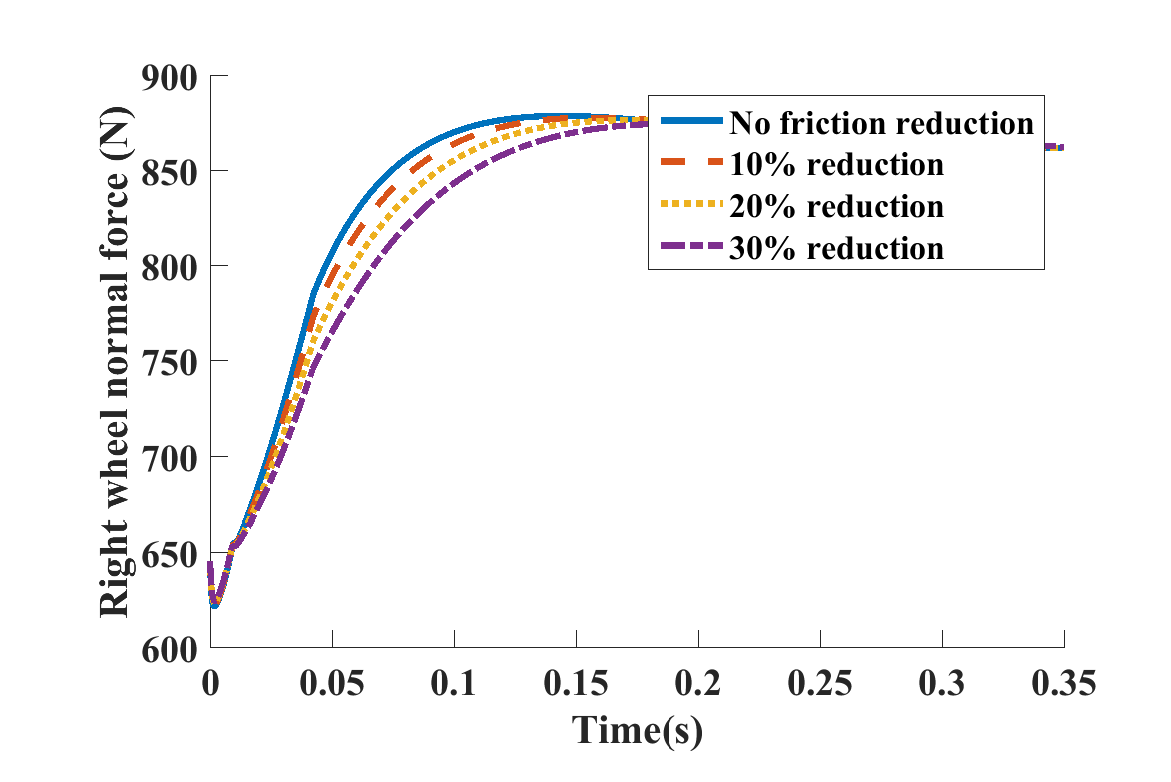 Right wheel normal force (N)
900
850
800
750
700
650
600
No friction reduction
10% reduction
20% reduction
30% reduction
0 0.05 0.1 0.15 0.2 0.25 0.3 0.35
Time(s)